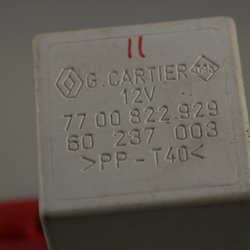 11
G. CARTIER
12V
77 00 822 929
60 237 003
>PP-T40<